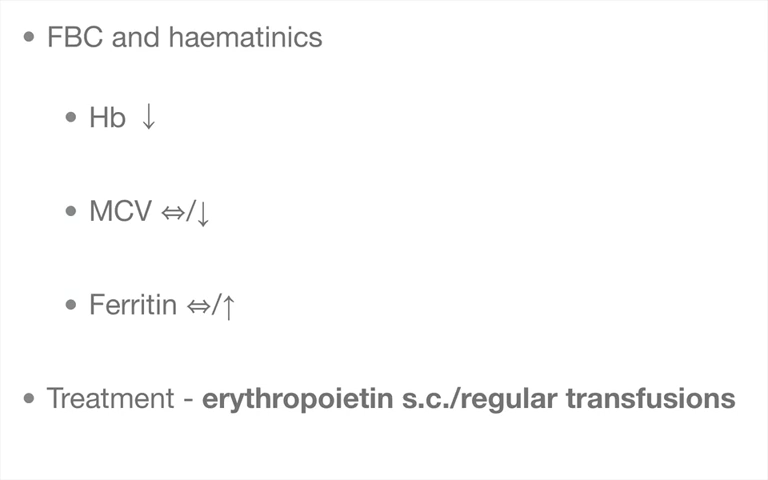 • FBC and haematinics
• Hb ↓
• MCV ⇔/↓
• Ferritin ⇔/↑
• Treatment - erythropoietin s.c./regular transfusions